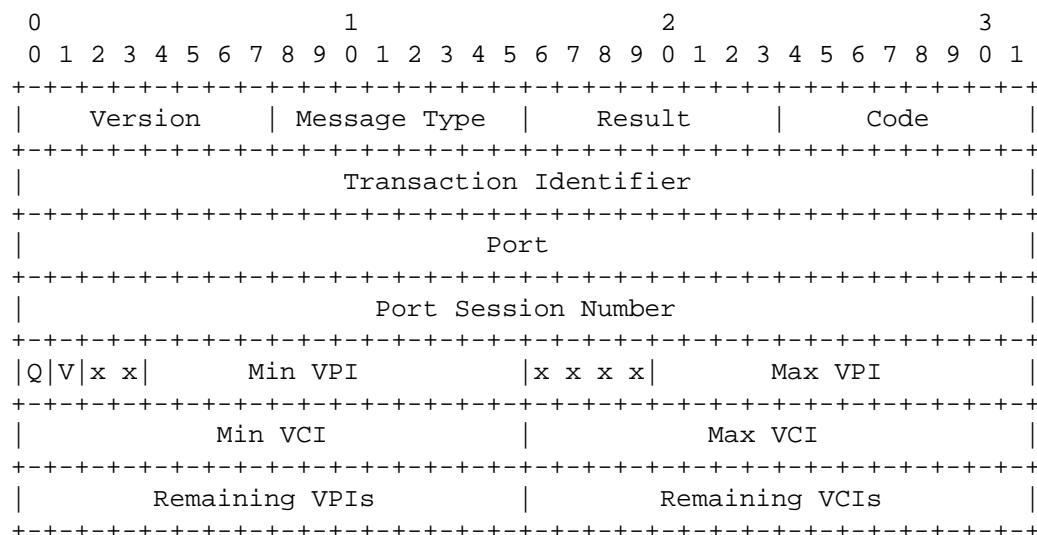 0                   1                   2                   3
 0 1 2 3 4 5 6 7 8 9 0 1 2 3 4 5 6 7 8 9 0 1 2 3 4 5 6 7 8 9 0 1
+-+-+-+-+-+-+-+-+-+-+-+-+-+-+-+-+-+-+-+-+-+-+-+-+-+-+-+-+-+-+-+-+
|    Version    | Message Type  |    Result     |     Code      |
+-+-+-+-+-+-+-+-+-+-+-+-+-+-+-+-+-+-+-+-+-+-+-+-+-+-+-+-+-+-+-+-+
|                    Transaction Identifier                     |
+-+-+-+-+-+-+-+-+-+-+-+-+-+-+-+-+-+-+-+-+-+-+-+-+-+-+-+-+-+-+-+-+
|                             Port                              |
+-+-+-+-+-+-+-+-+-+-+-+-+-+-+-+-+-+-+-+-+-+-+-+-+-+-+-+-+-+-+-+-+
|                      Port Session Number                      |
+-+-+-+-+-+-+-+-+-+-+-+-+-+-+-+-+-+-+-+-+-+-+-+-+-+-+-+-+-+-+-+-+
|Q|V|x x|      Min VPI          |x x x x|       Max VPI         |
+-+-+-+-+-+-+-+-+-+-+-+-+-+-+-+-+-+-+-+-+-+-+-+-+-+-+-+-+-+-+-+-+
|            Min VCI            |           Max VCI             |
+-+-+-+-+-+-+-+-+-+-+-+-+-+-+-+-+-+-+-+-+-+-+-+-+-+-+-+-+-+-+-+-+
|        Remaining VPIs         |        Remaining VCIs         |
+-+-+-+-+-+-+-+-+-+-+-+-+-+-+-+-+-+-+-+-+-+-+-+-+-+-+-+-+-+-+-+-+